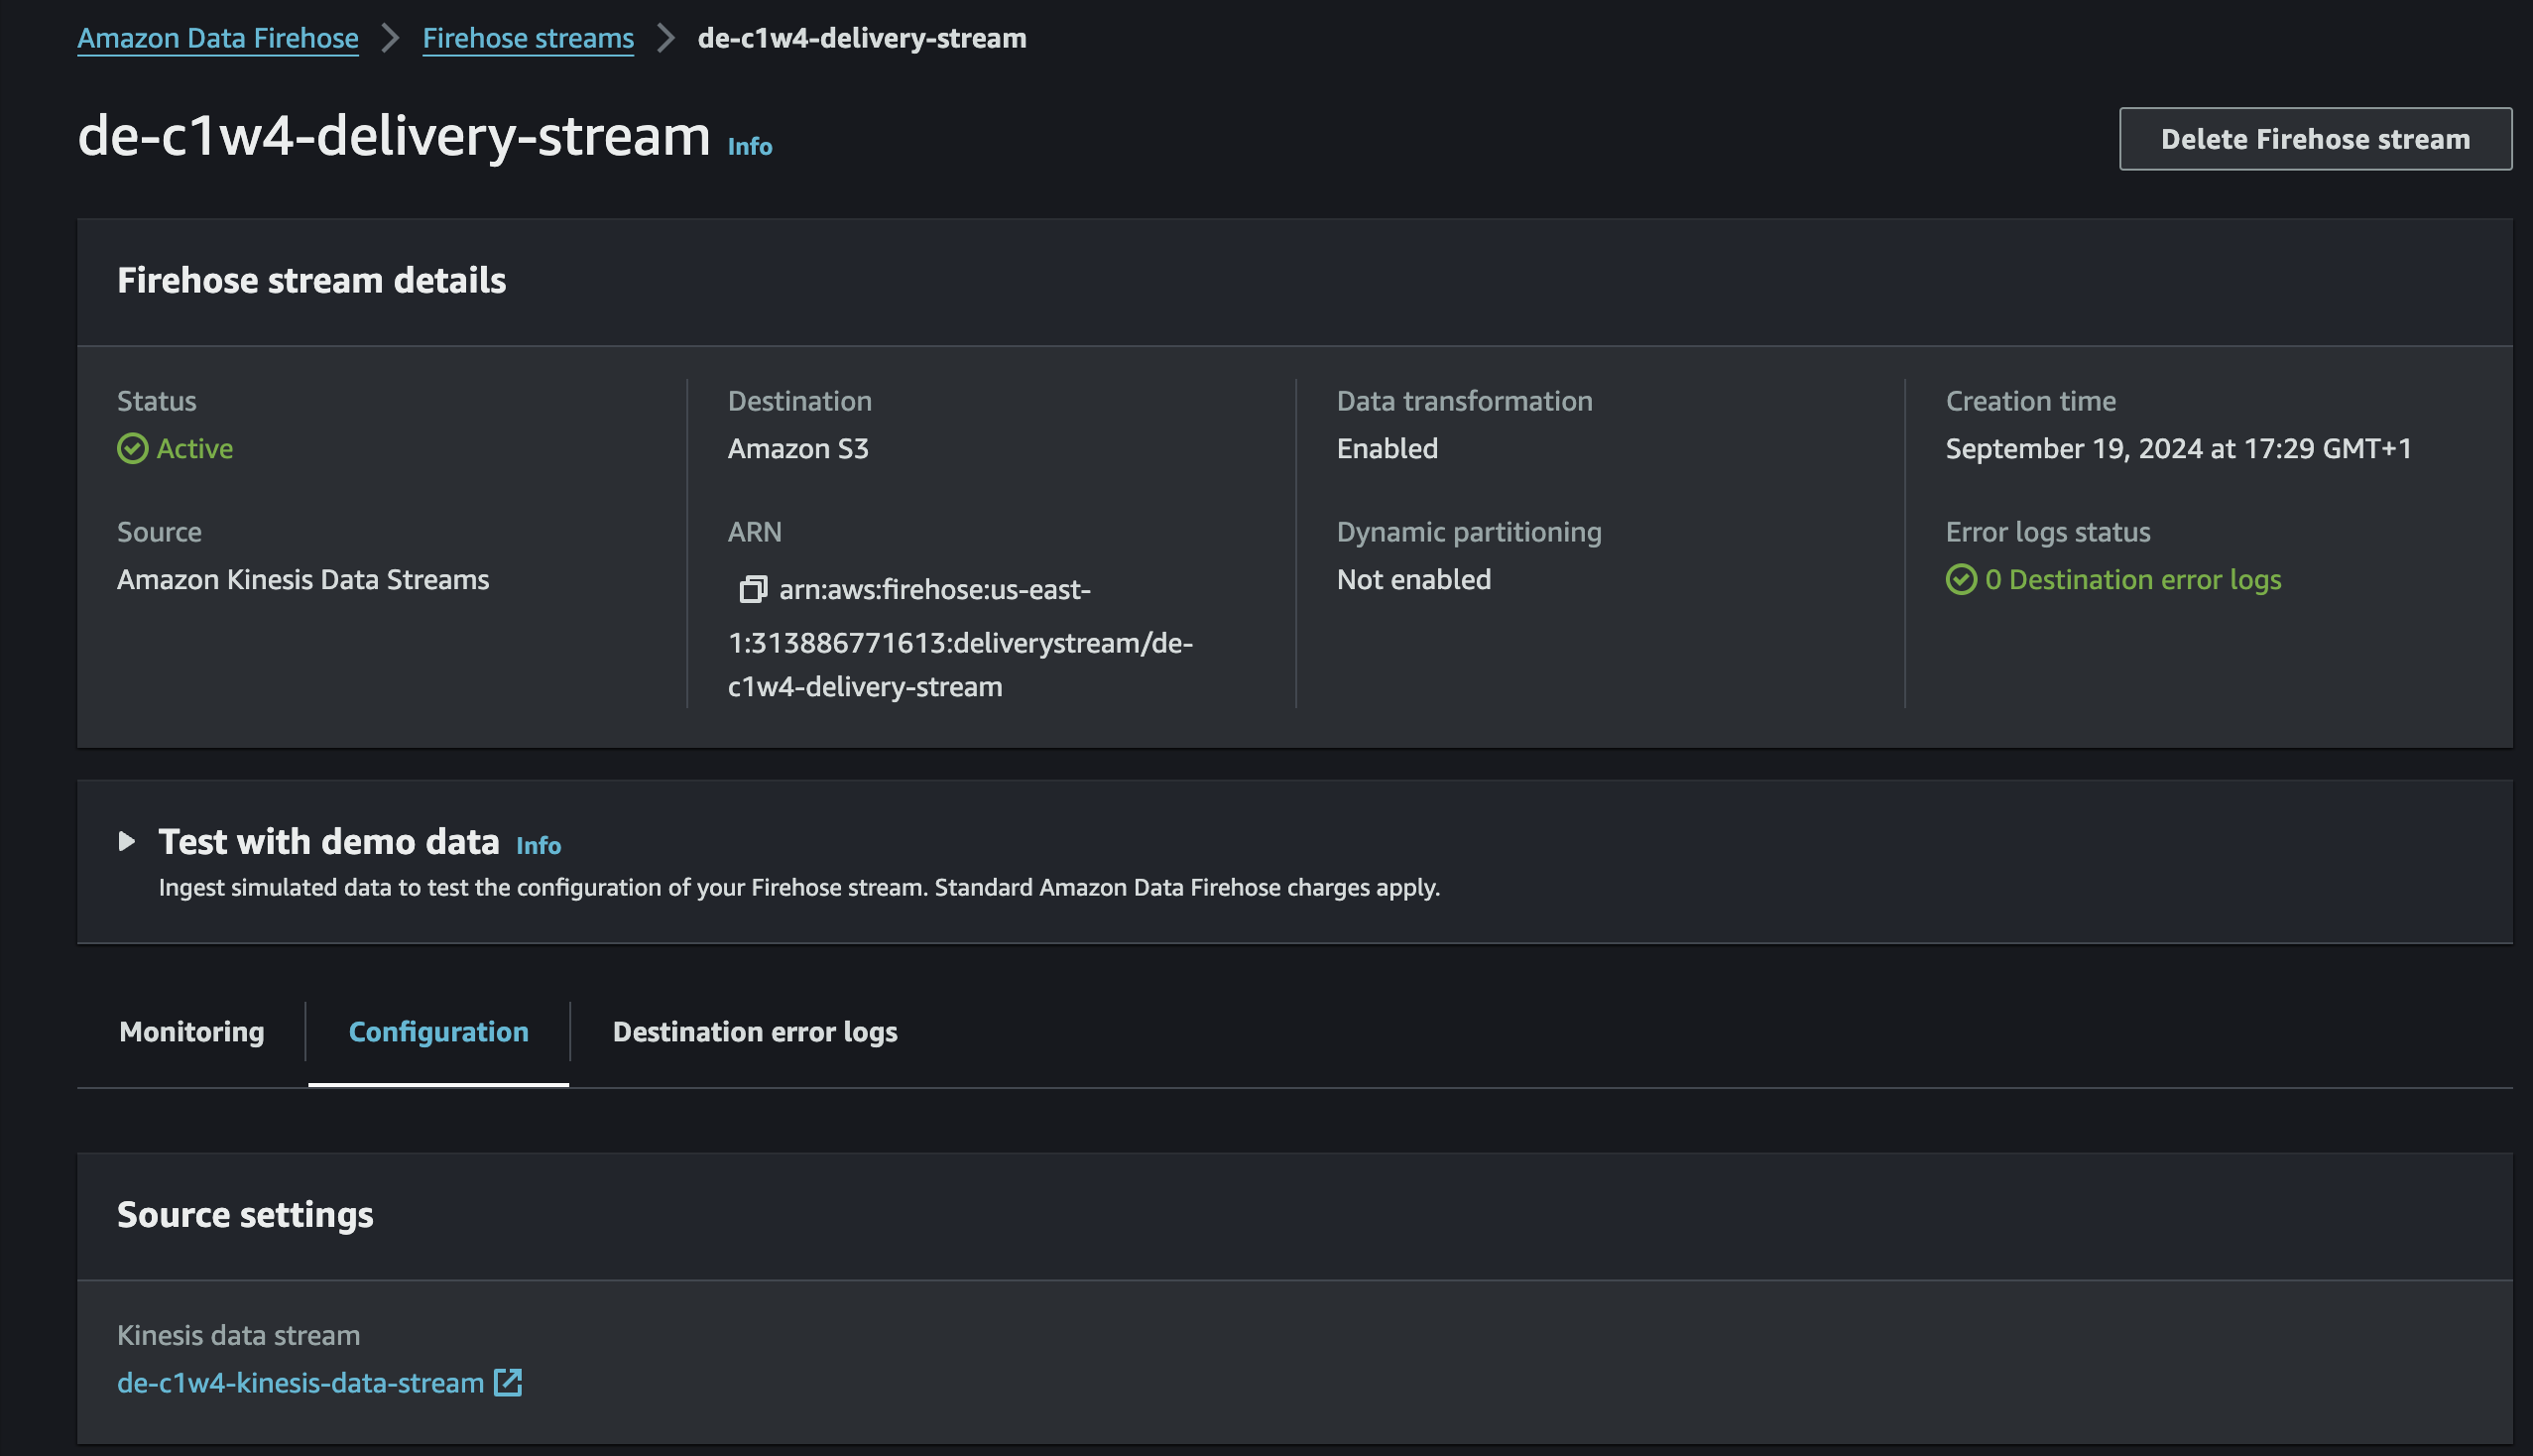 Amazon Data Firehose > Firehose streams > de-c1w4-delivery-stream
de-c1w4-delivery-stream Info
Delete Firehose stream
Firehose stream details
Status
Active
Source
Amazon Kinesis Data Streams
Destination
Amazon S3
ARN
arn:aws:firehose:us-east-
1:313886771613:deliverystream/de-
c1w4-delivery-stream
Data transformation
Enabled
Dynamic partitioning
Not enabled
Creation time
September 19, 2024 at 17:29 GMT+1
Error logs status
0 Destination error logs
Test with demo data Info
Ingest simulated data to test the configuration of your Firehose stream. Standard Amazon Data Firehose charges apply.
Monitoring
Configuration
Destination error logs
Source settings
Kinesis data stream
de-c1w4-kinesis-data-stream